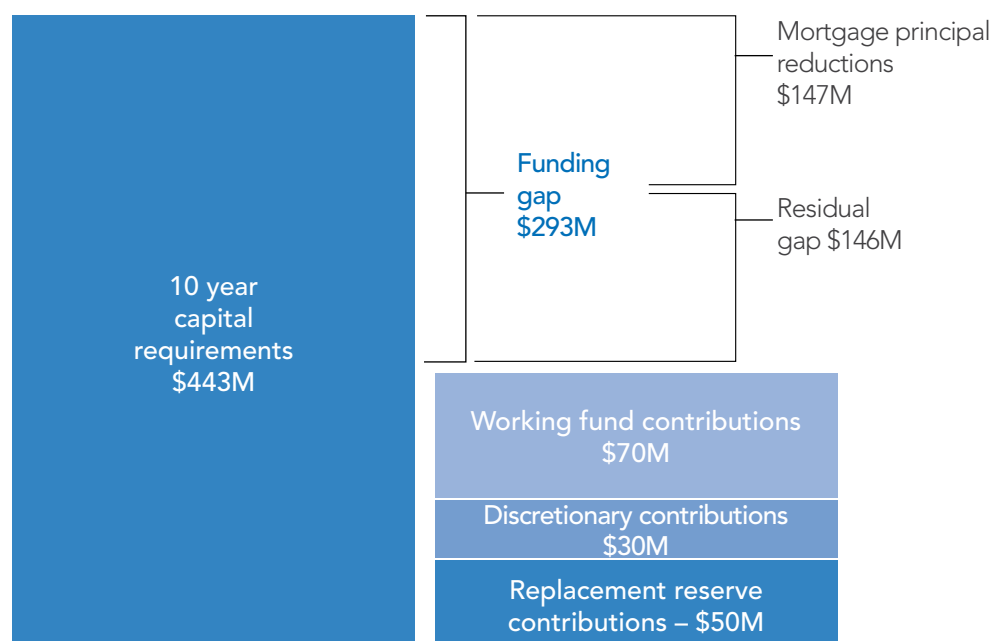 10 year
capital
requirements
$443M
Funding
gap
$293M
Mortgage principal
reductions
$147M
Residual
gap $146M
Working fund contributions
$70M
Discretionary contributions
$30M
Replacement reserve
contributions – $50M